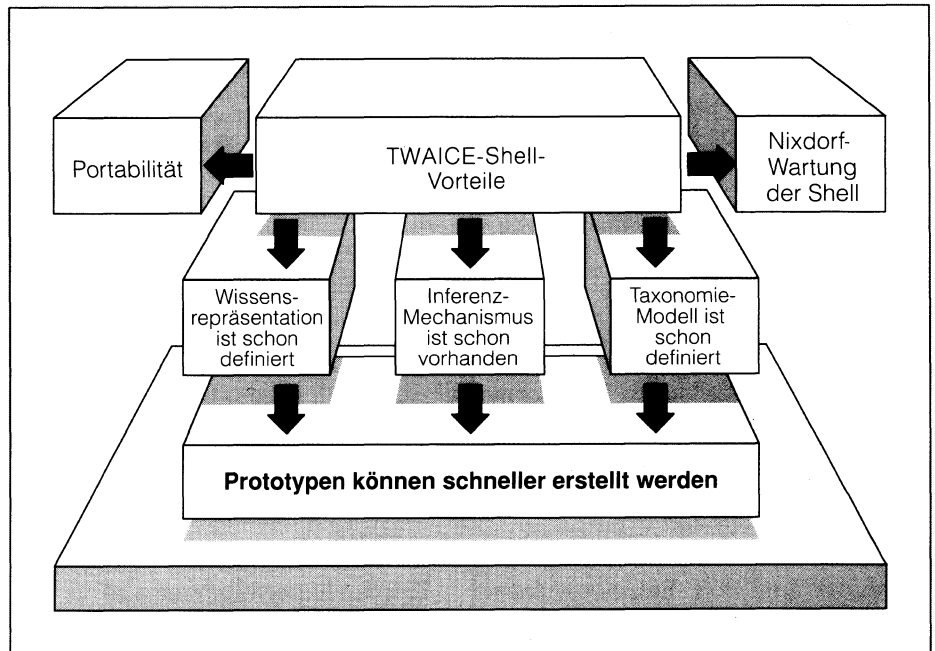 Portabilität
TWAICE-Shell-
Vorteile
Nixdorf-
Wartung
der Shell
Wissens-
repräsentation
ist schon
definiert
Inferenz-
Mechanismus
ist schon
vorhanden
Taxonomie-
Modell ist
schon
definiert
Prototypen können schneller erstellt werden